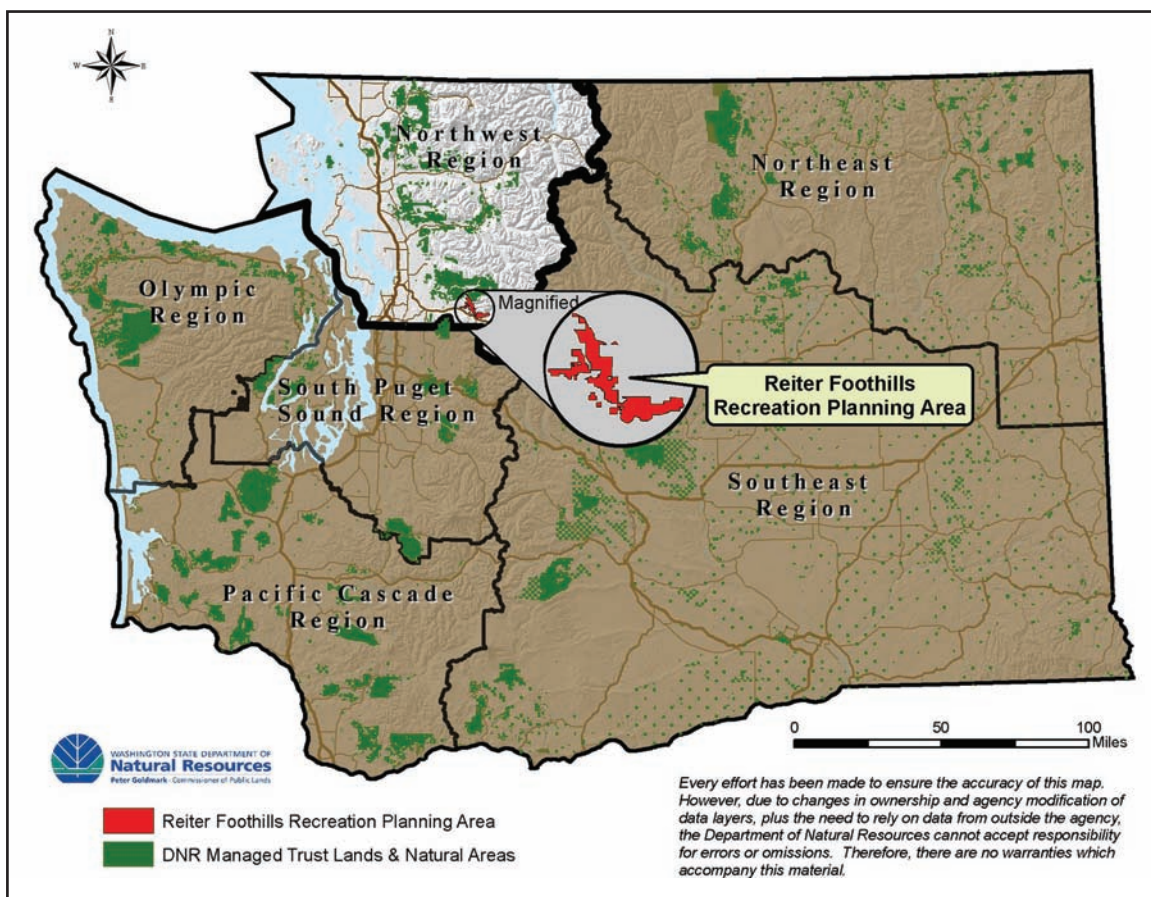 N
W
E
S
Northwest
Region
Northeast
Region
Olympic
Region
Magnified
South Puget
Sound Region
Reiter Foothills
Recreation Planning Area
Southeast
Region
Pacific Cascade
Region
0 50 100
Miles
WASHINGTON STATE DEPARTMENT OF
Natural Resources
Peter Goldmark - Commissioner of Public Lands
Reiter Foothills Recreation Planning Area
DNR Managed Trust Lands & Natural Areas
Every effort has been made to ensure the accuracy of this map.
However, due to changes in ownership and agency modification of
data layers, plus the need to rely on data from outside the agency,
the Department of Natural Resources cannot accept responsibility
for errors or omissions. Therefore, there are no warranties which
accompany this material.